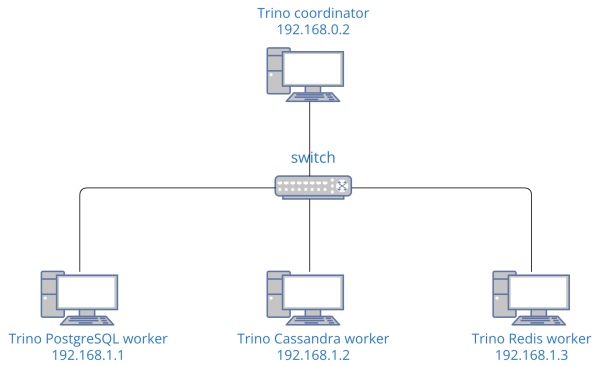 Trino coordinator
192.168.0.2
switch
Trino PostgreSQL worker
192.168.1.1
Trino Cassandra worker
192.168.1.2
Trino Redis worker
192.168.1.3